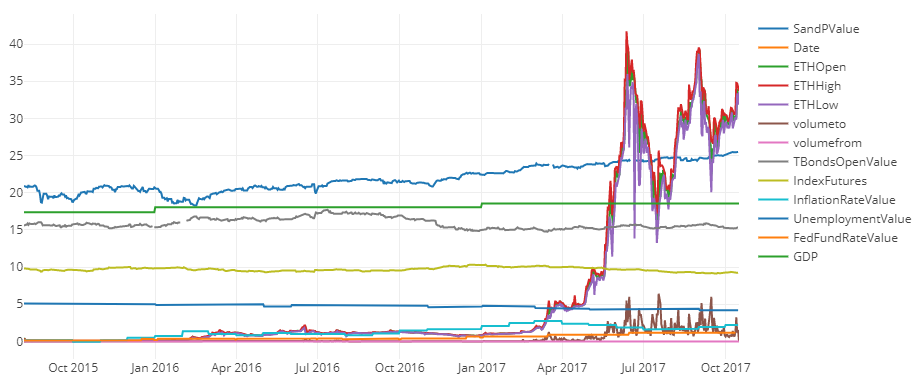 40
35
30
25
20
15
10
5
0
Oct 2015
Jan 2016
Apr 2016
Jul 2016
Oct 2016
Jan 2017
Apr 2017
Jul 2017
Oct 2017
SandPValue
Date
ETHOpen
ETHHigh
ETHLow
volumeto
volumefrom
TBondsOpenValue
IndexFutures
InflationRateValue
UnemploymentValue
FedFundRateValue
GDP